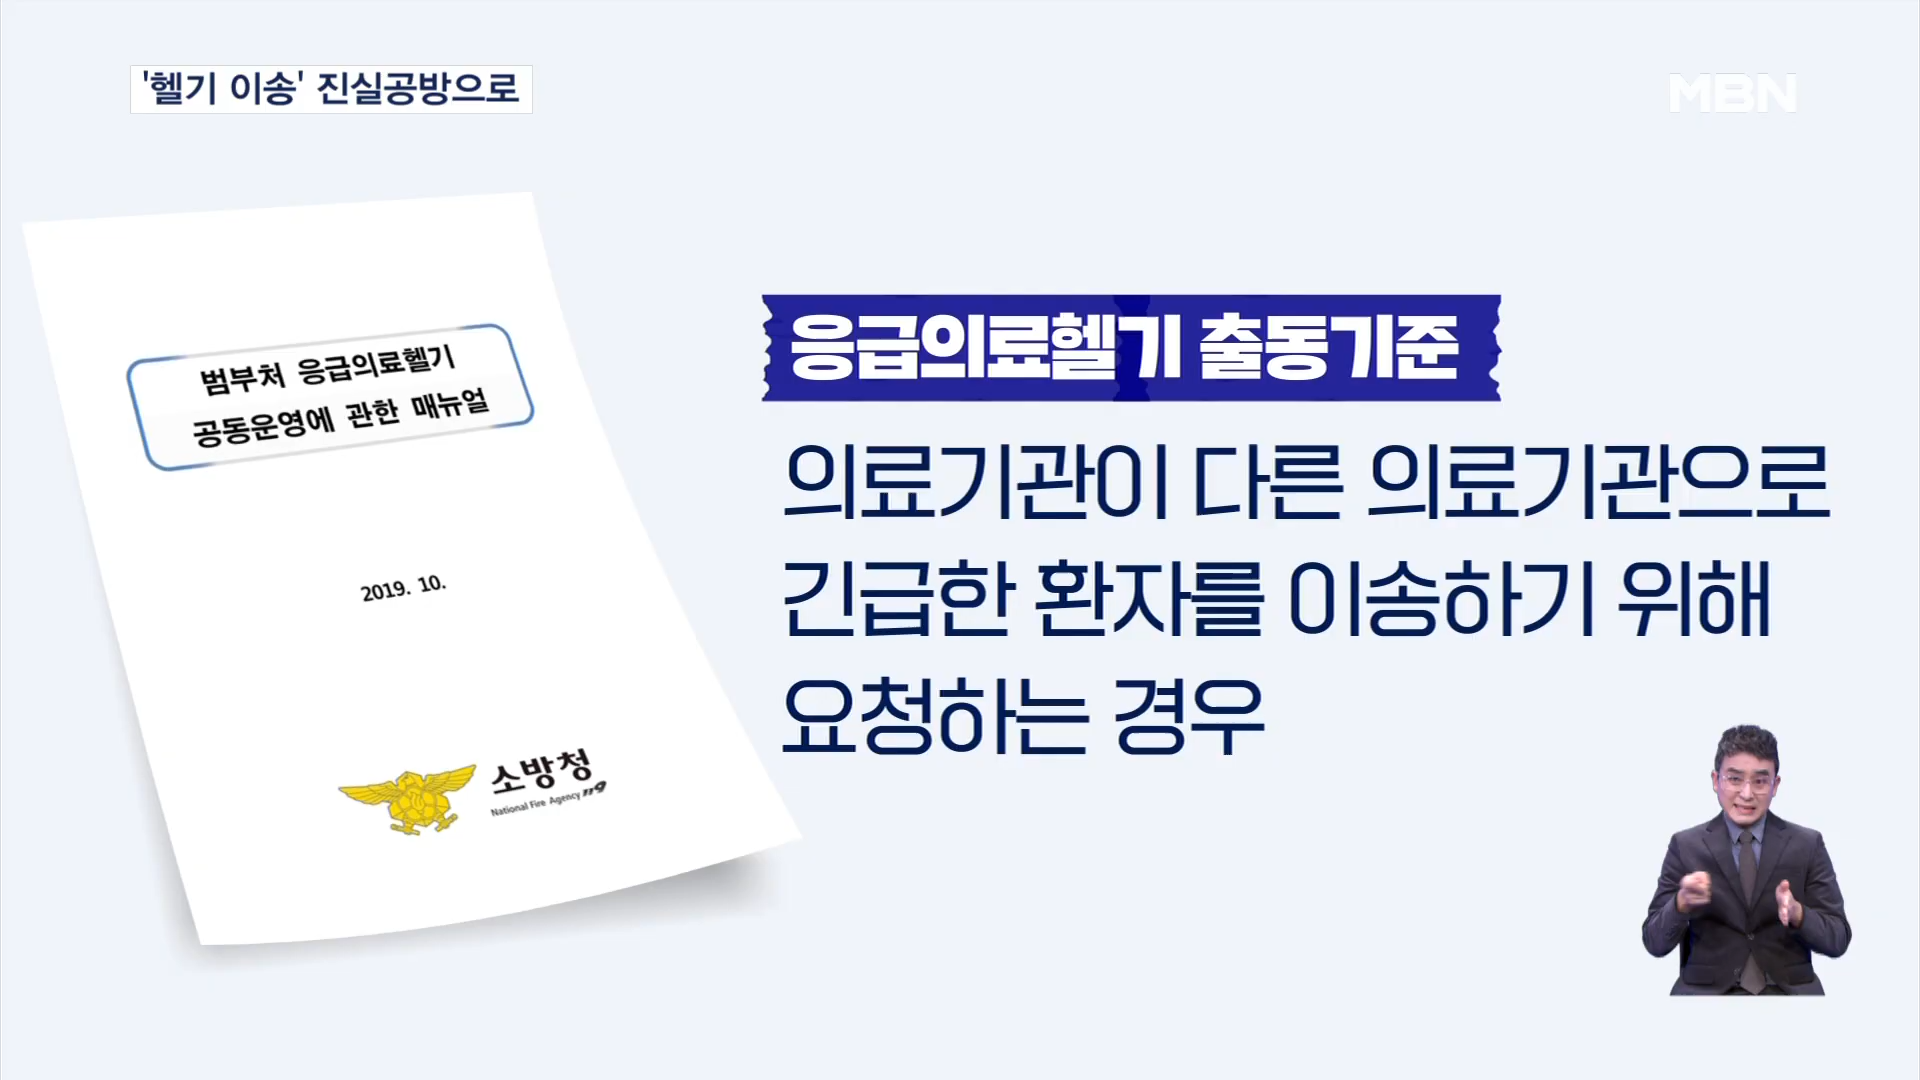 '헬기 이송' 진실공방으로
MBN
범부처 응급의료헬기
공동운영에 관한 매뉴얼
2019. 10.
소방청
National Fire Agency 119
응급의료헬기 출동기준
의료기관이 다른 의료기관으로
긴급한 환자를 이송하기 위해
요청하는 경우